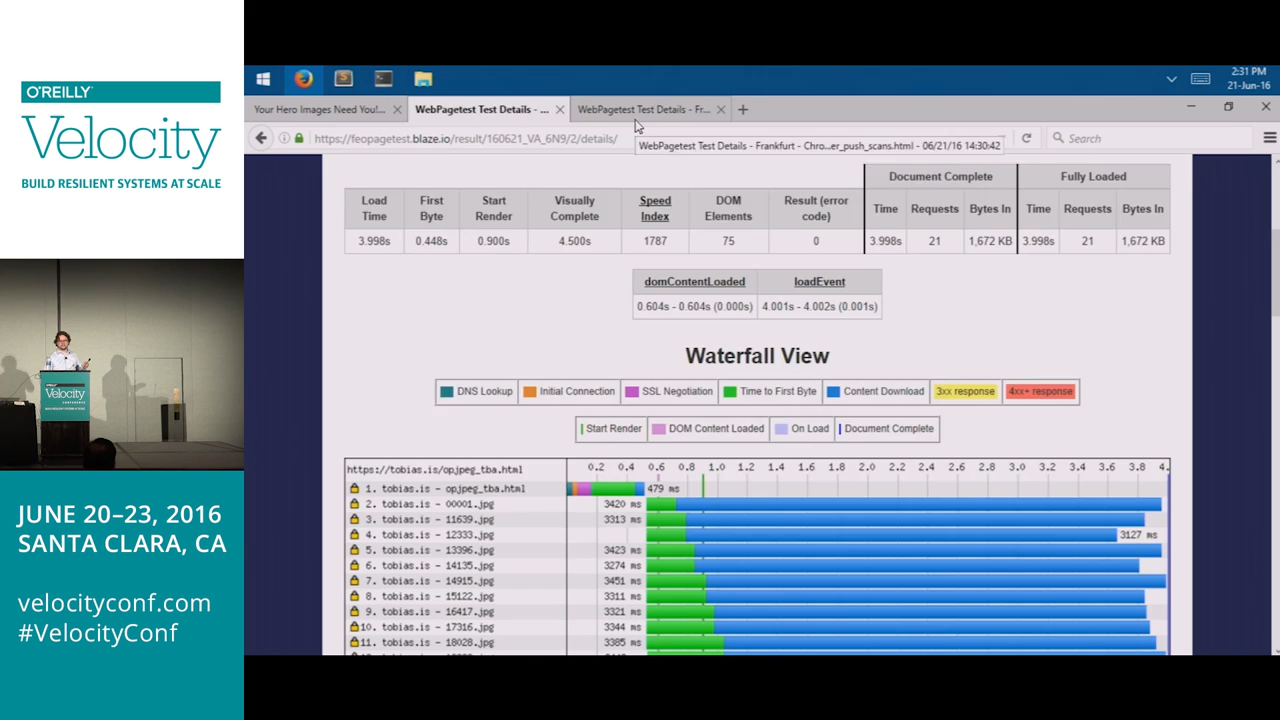 O'REILLY
Velocity
BUILD RESILIENT SYSTEMS AT SCALE
Velocity
JUNE 20–23, 2016
SANTA CLARA, CA
velocityconf.com
#VelocityConf
2:31 PM
21-Jun-16
Your Hero Images Need You!...
WebPagetest Test Details - ...
WebPagetest Test Details - Fr...
https://feopagetest.blaze.io/result/160621_VA_6N9/2/details/
WebPagetest Test Details - Frankfurt - Chro...er_push_scans.html - 06/21/16 14:30:42
Search
Document Complete Fully Loaded
Load Time First Byte Start Render Visually Complete Speed Index DOM Elements Result (error code) Time Requests Bytes In Time Requests Bytes In
3.998s 0.448s 0.900s 4.500s 1787 75 0 3.998s 21 1,672 KB 3.998s 21 1,672 KB
domContentLoaded loadEvent
0.604s - 0.604s (0.000s) 4.001s - 4.002s (0.001s)
Waterfall View
DNS Lookup Initial Connection SSL Negotiation Time to First Byte Content Download 3xx response 4xx+ response
Start Render DOM Content Loaded On Load Document Complete
https://tobias.is/opjpeg_tba.html 0.2 0.4 0.6 0.8 1.0 1.2 1.4 1.6 1.8 2.0 2.2 2.4 2.6 2.8 3.0 3.2 3.4 3.6 3.8 4.
1. tobias.is - opjpeg_tba.html 479 ms
2. tobias.is - 00001.jpg 3420 ms
3. tobias.is - 11639.jpg 3313 ms
4. tobias.is - 12333.jpg 3127 ms
5. tobias.is - 13396.jpg 3423 ms
6. tobias.is - 14135.jpg 3274 ms
7. tobias.is - 14915.jpg 3451 ms
8. tobias.is - 15122.jpg 3311 ms
9. tobias.is - 16417.jpg 3321 ms
10. tobias.is - 17316.jpg 3344 ms
11. tobias.is - 18028.jpg 3385 ms